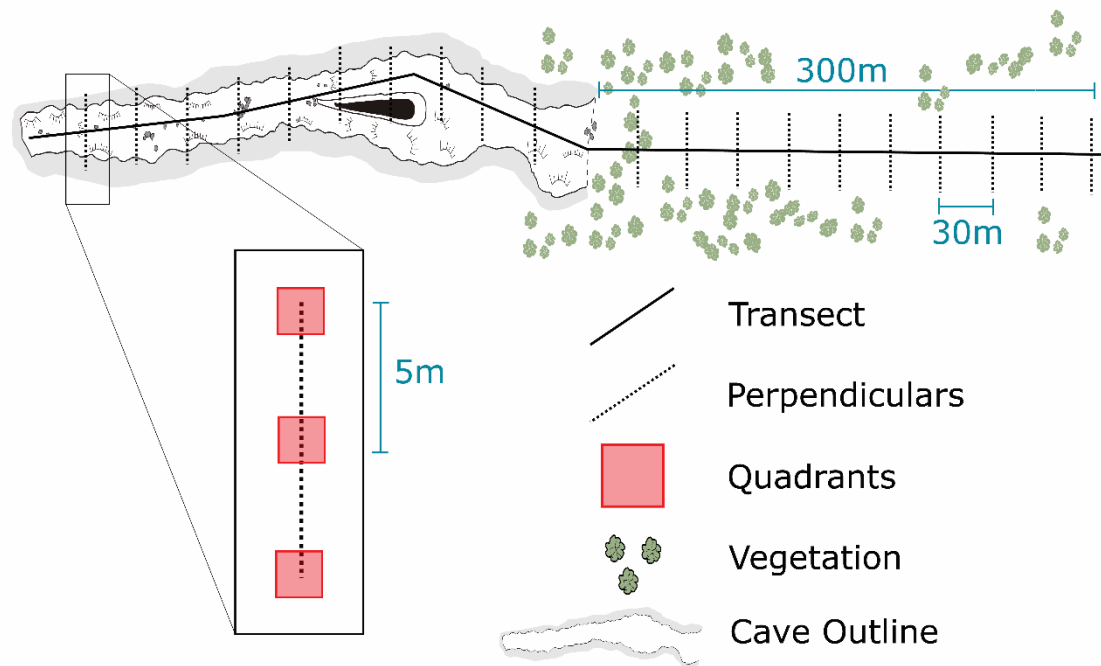 300m
30m
5m
Transect
Perpendiculars
Quadrants
Vegetation
Cave Outline